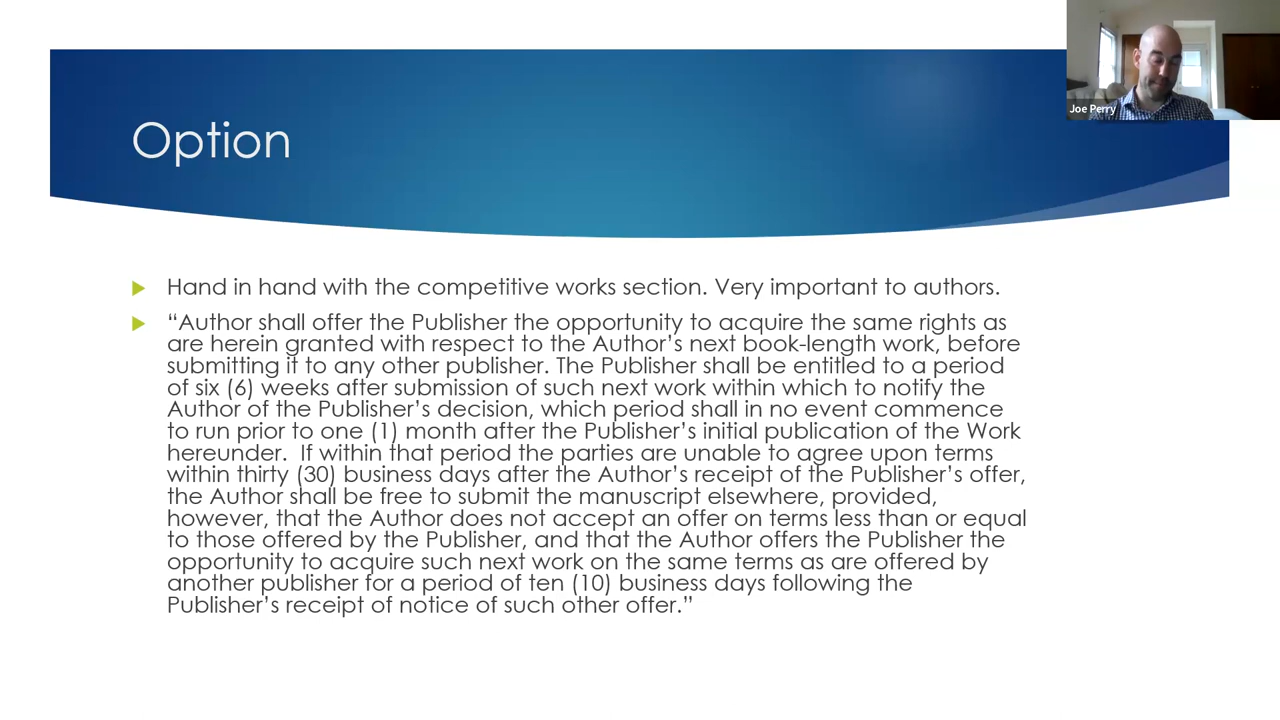 Joe Perry
Option
Hand in hand with the competitive works section. Very important to authors.
“Author shall offer the Publisher the opportunity to acquire the same rights as
are herein granted with respect to the Author’s next book-length work, before
submitting it to any other publisher. The Publisher shall be entitled to a period
of six (6) weeks after submission of such next work within which to notify the
Author of the Publisher’s decision, which period shall in no event commence
to run prior to one (1) month after the Publisher’s initial publication of the Work
hereunder.  If within that period the parties are unable to agree upon terms
within thirty (30) business days after the Author’s receipt of the Publisher’s offer,
the Author shall be free to submit the manuscript elsewhere, provided,
however, that the Author does not accept an offer on terms less than or equal
to those offered by the Publisher, and that the Author offers the Publisher the
opportunity to acquire such next work on the same terms as are offered by
another publisher for a period of ten (10) business days following the
Publisher’s receipt of notice of such other offer.”